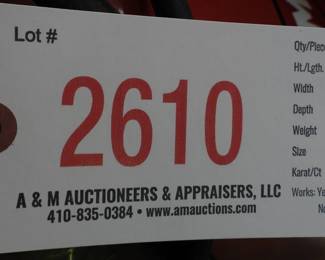 Lot #
2610
A & M AUCTIONEERS & APPRAISERS, LLC
410-835-0384 • www.amauctions.com
Ht./Lgth.
Width
Depth
Weight
Size
Karat/Ct
Works: